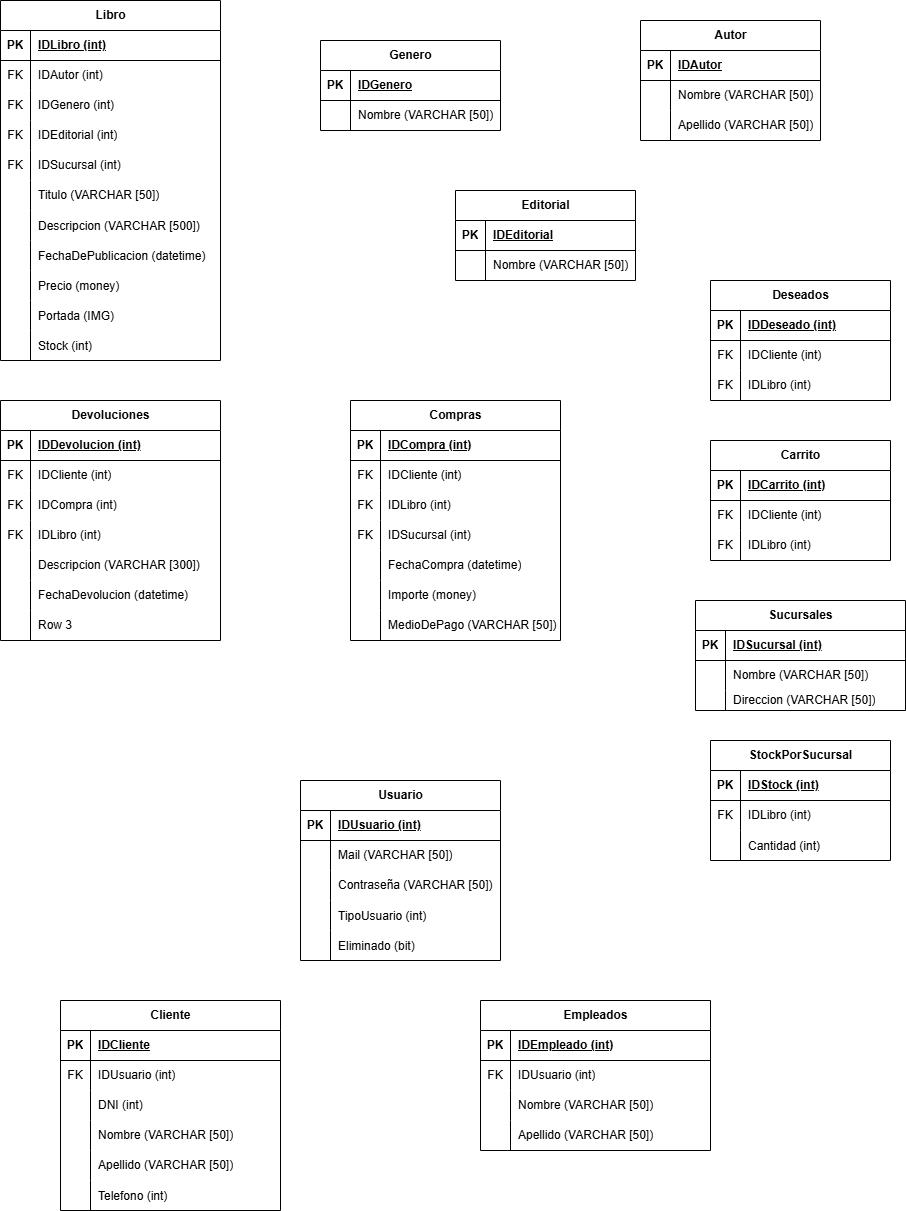 Libro
PK IDLibro (int)
FK IDAutor (int)
FK IDGenero (int)
FK IDEditorial (int)
FK IDSucursal (int)
Titulo (VARCHAR [50])
Descripcion (VARCHAR [500])
FechaDePublicacion (datetime)
Precio (money)
Portada (IMG)
Stock (int)
Genero
PK IDGenero
Nombre (VARCHAR [50])
Autor
PK IDAutor
Nombre (VARCHAR [50])
Apellido (VARCHAR [50])
Editorial
PK IDEditorial
Nombre (VARCHAR [50])
Deseados
PK IDDeseado (int)
FK IDCliente (int)
FK IDLibro (int)
Devoluciones
PK IDDevolucion (int)
FK IDCliente (int)
FK IDCompra (int)
FK IDLibro (int)
Descripcion (VARCHAR [300])
FechaDevolucion (datetime)
Row 3
Compras
PK IDCompra (int)
FK IDCliente (int)
FK IDLibro (int)
FK IDSucursal (int)
FechaCompra (datetime)
Importe (money)
MedioDePago (VARCHAR [50])
Carrito
PK IDCarrito (int)
FK IDCliente (int)
FK IDLibro (int)
Sucursales
PK IDSucursal (int)
Nombre (VARCHAR [50])
Direccion (VARCHAR [50])
StockPorSucursal
PK IDStock (int)
FK IDLibro (int)
Cantidad (int)
Usuario
PK IDUsuario (int)
Mail (VARCHAR [50])
Contraseña (VARCHAR [50])
TipoUsuario (int)
Eliminado (bit)
Cliente
PK IDCliente
FK IDUsuario (int)
DNI (int)
Nombre (VARCHAR [50])
Apellido (VARCHAR [50])
Telefono (int)
Empleados
PK IDEmpleado (int)
FK IDUsuario (int)
Nombre (VARCHAR [50])
Apellido (VARCHAR [50])